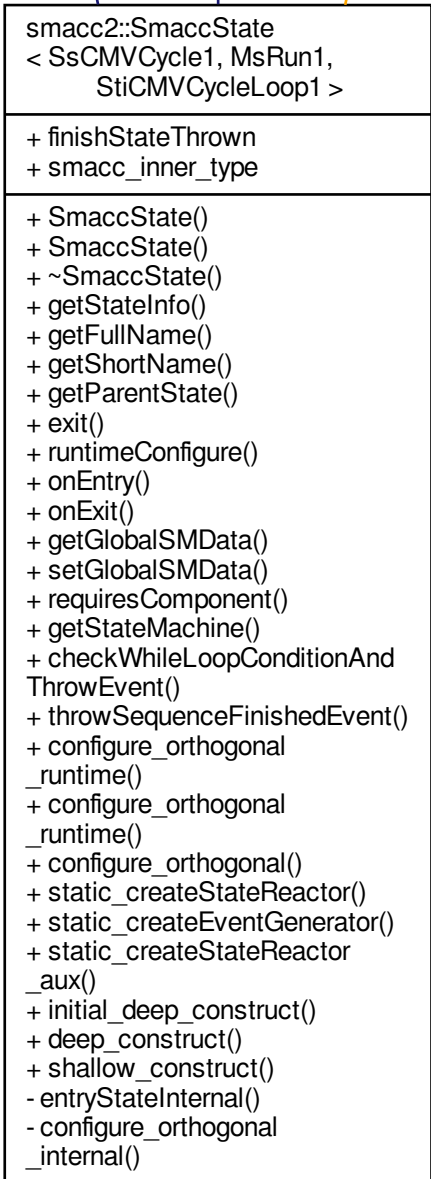 smacc2::SmaccState
< SsCMVCycle1, MsRun1,
StiCMVCycleLoop1 >
+ finishStateThrown
+ smacc_inner_type
+ SmaccState()
+ SmaccState()
+ ~SmaccState()
+ getStateInfo()
+ getFullName()
+ getShortName()
+ getParentState()
+ exit()
+ runtimeConfigure()
+ onEntry()
+ onExit()
+ getGlobalSMData()
+ setGlobalSMData()
+ requiresComponent()
+ getStateMachine()
+ checkWhileLoopConditionAnd
ThrowEvent()
+ throwSequenceFinishedEvent()
+ configure_orthogonal
_runtime()
+ configure_orthogonal
_runtime()
+ configure_orthogonal()
+ static_createStateReactor()
+ static_createEventGenerator()
+ static_createStateReactor
_aux()
+ initial_deep_construct()
+ deep_construct()
+ shallow_construct()
- entryStateInternal()
- configure_orthogonal
_internal()